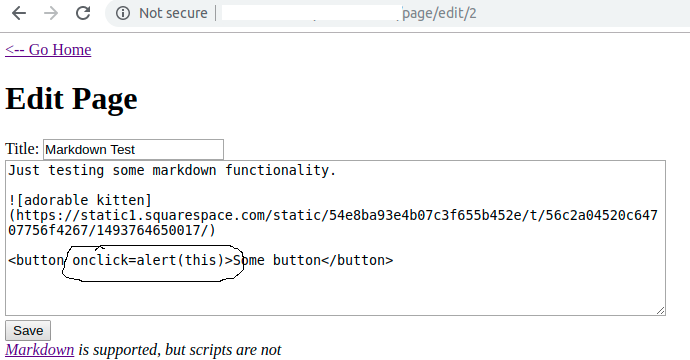 Not secure | page/edit/2
<-- Go Home
Edit Page
Title: Markdown Test
Just testing some markdown functionality.
![adorable kitten]
(https://static1.squarespace.com/static/54e8ba93e4b07c3f655b452e/t/56c2a04520c647
07756f4267/1493764650017/)
<button onclick=alert(this)>Some button</button>
Save
Markdown is supported, but scripts are not